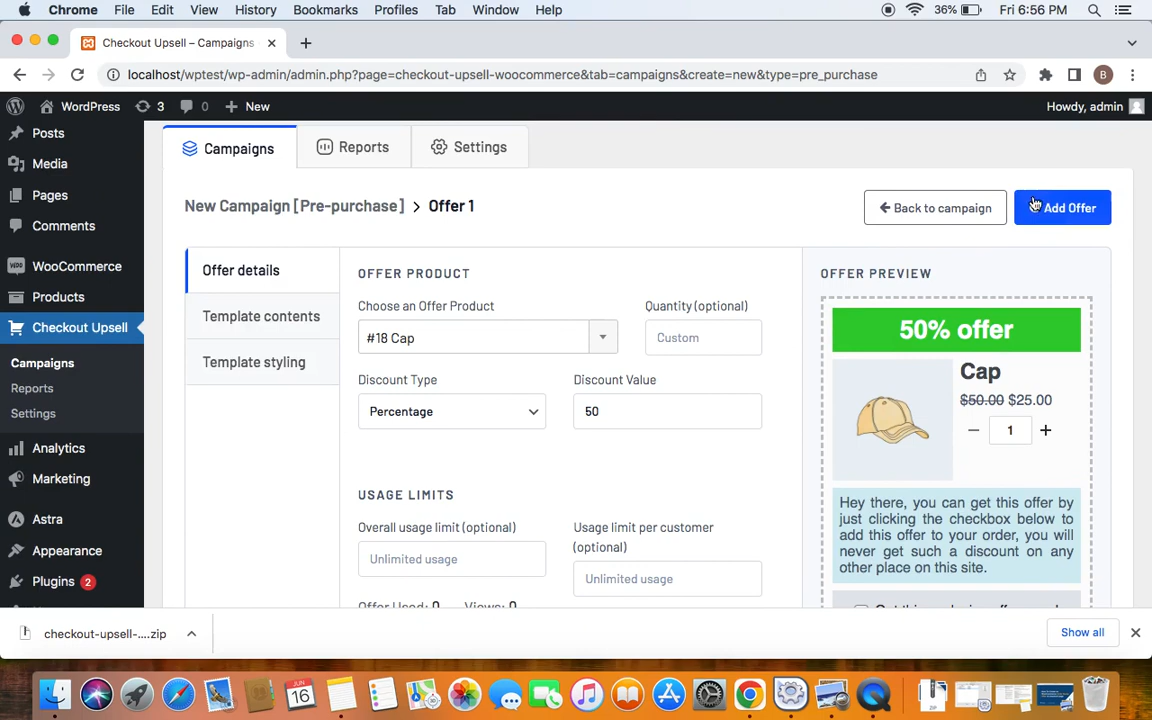 Chrome File Edit View History Bookmarks Profiles Tab Window Help 36% Fri 6:56 PM
Checkout Upsell – Campaigns
localhost/wptest/wp-admin/admin.php?page=checkout-upsell-woocommerce&tab=campaigns&create=new&type=pre_purchase B
WordPress 3 0 New Howdy, admin
Posts
Media
Pages
Comments
WooCommerce
Products
Checkout Upsell
Campaigns
Reports
Settings
Analytics
Marketing
Astra
Appearance
Plugins 2
Campaigns Reports Settings
New Campaign [Pre-purchase] > Offer 1 Back to campaign Add Offer
Offer details
Template contents
Template styling
OFFER PRODUCT
Choose an Offer Product Quantity (optional)
#18 Cap Custom
Discount Type Discount Value
Percentage 50
USAGE LIMITS
Overall usage limit (optional) Usage limit per customer
(optional)
Unlimited usage Unlimited usage
Offer Used: 0 Views: 0
OFFER PREVIEW
50% offer
Cap
$50.00 $25.00
− 1 +
Hey there, you can get this offer by
just clicking the checkbox below to
add this offer to your order, you will
never get such a discount on any
other place on this site.
checkout-upsell-....zip Show all
JUN
16